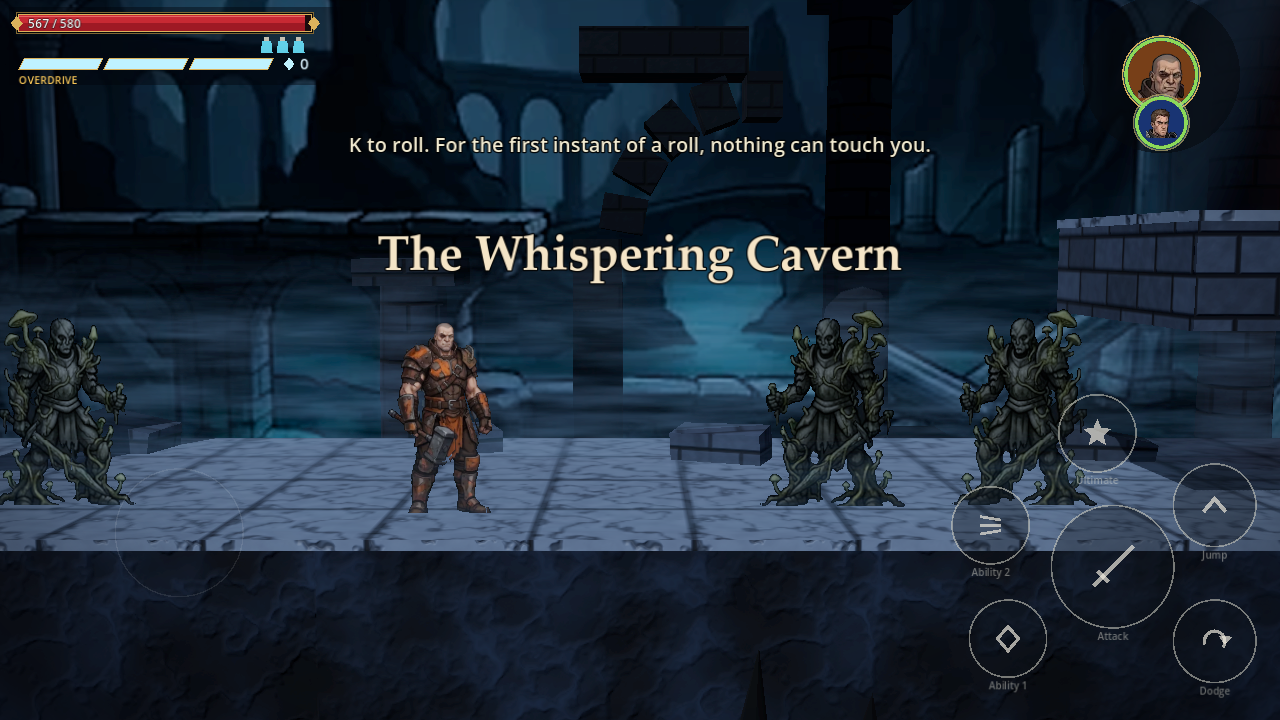 567 / 580
0
OVERDRIVE
K to roll. For the first instant of a roll, nothing can touch you.
The Whispering Cavern
Ultimate
Jump
Ability 2
Attack
Ability 1
Dodge